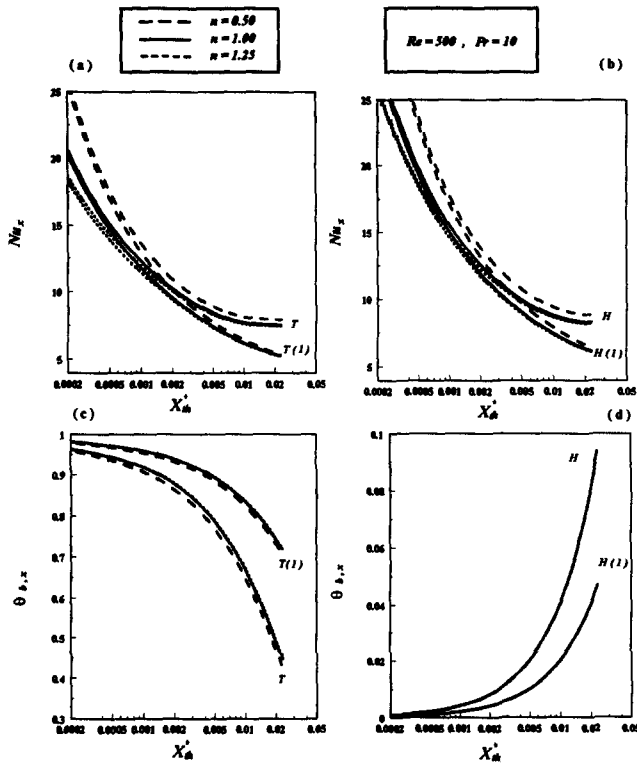 n=0.50
n=1.00
n=1.25
Re=500 , Pr=10
(a)
(b)
25
20
15
10
5
Nu x
T
T(1)
0.0002
0.0005
0.001
0.002
0.005
0.01
0.02
0.05
X*th
25
20
15
10
5
Nu x
H
H(1)
0.0002
0.0005
0.001
0.002
0.005
0.01
0.02
0.05
X*th
(c)
(d)
1
0.9
0.8
0.7
0.6
0.5
0.4
0.3
θ b,x
T(1)
T
0.0002
0.0005
0.001
0.002
0.005
0.01
0.02
0.05
X*th
0.1
0.08
0.06
0.04
0.02
0
θ b,x
H
H(1)
0.0002
0.0005
0.001
0.002
0.005
0.01
0.02
0.05
X*th